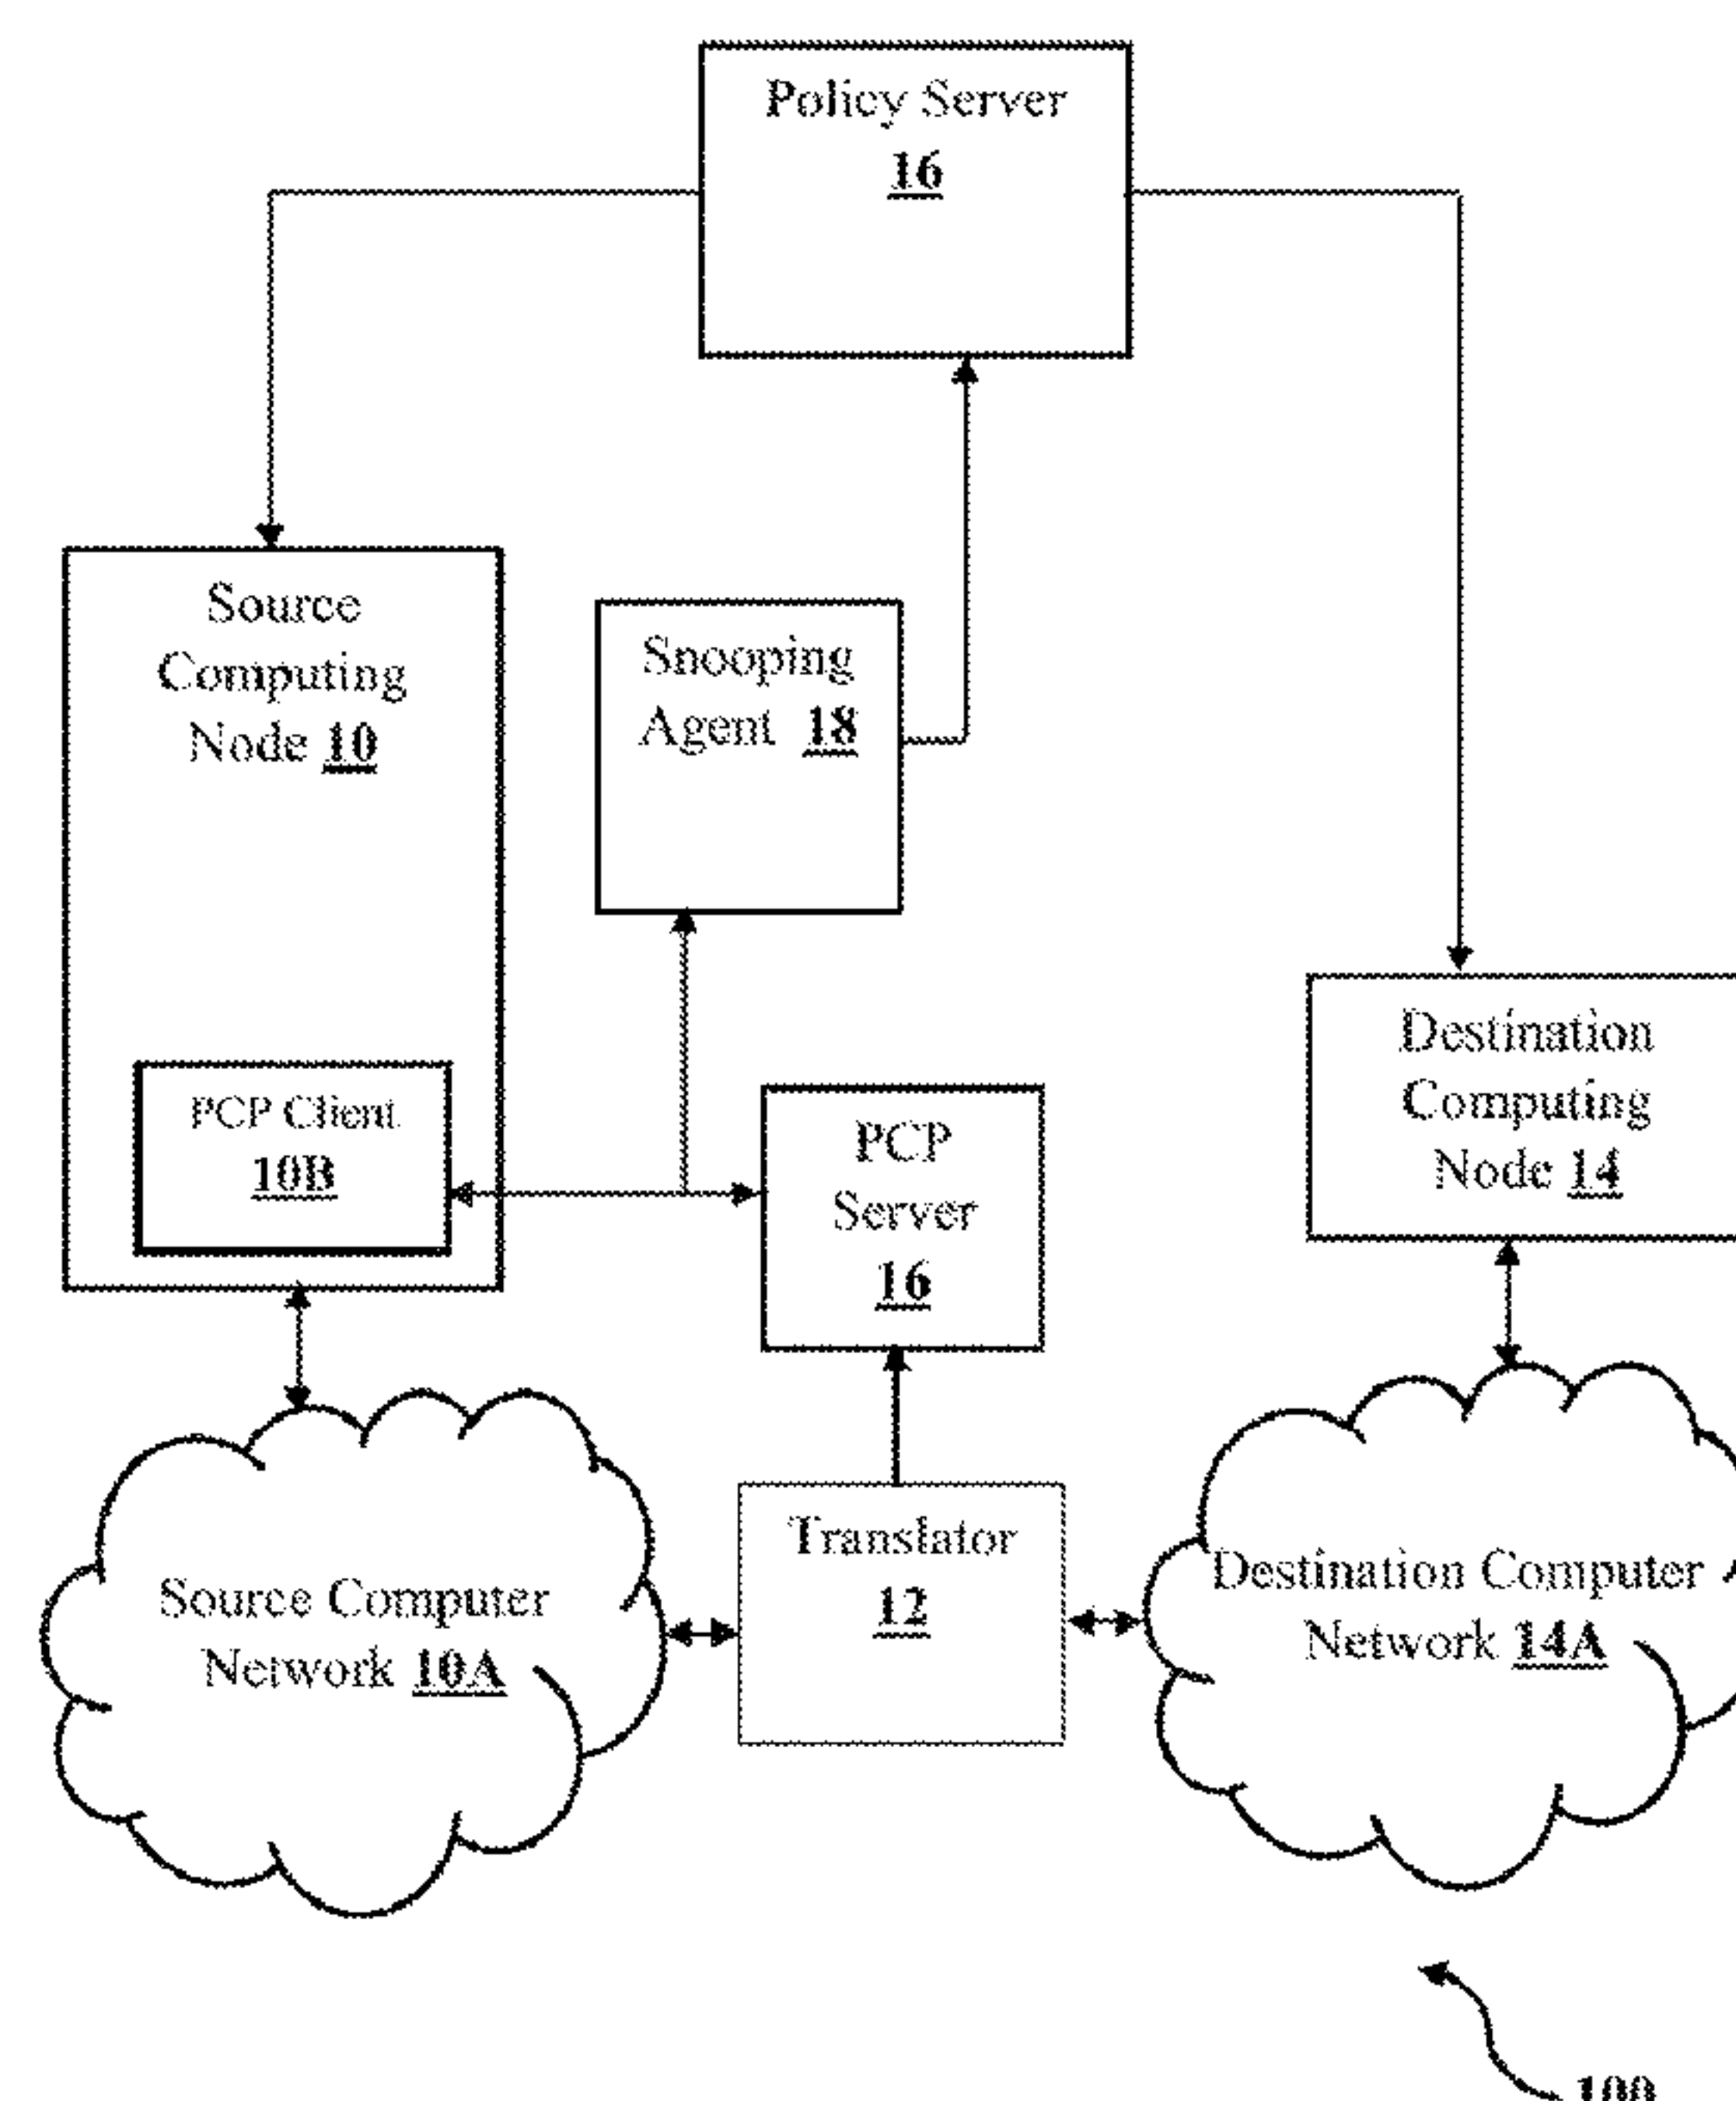 Policy Server
16
Source
Computing
Node 10
Snooping
Agent 18
PCP Client
10B
PCP
Server
16
Destination
Computing
Node 14
Translator
12
Source Computer
Network 10A
Destination Computer
Network 14A
100